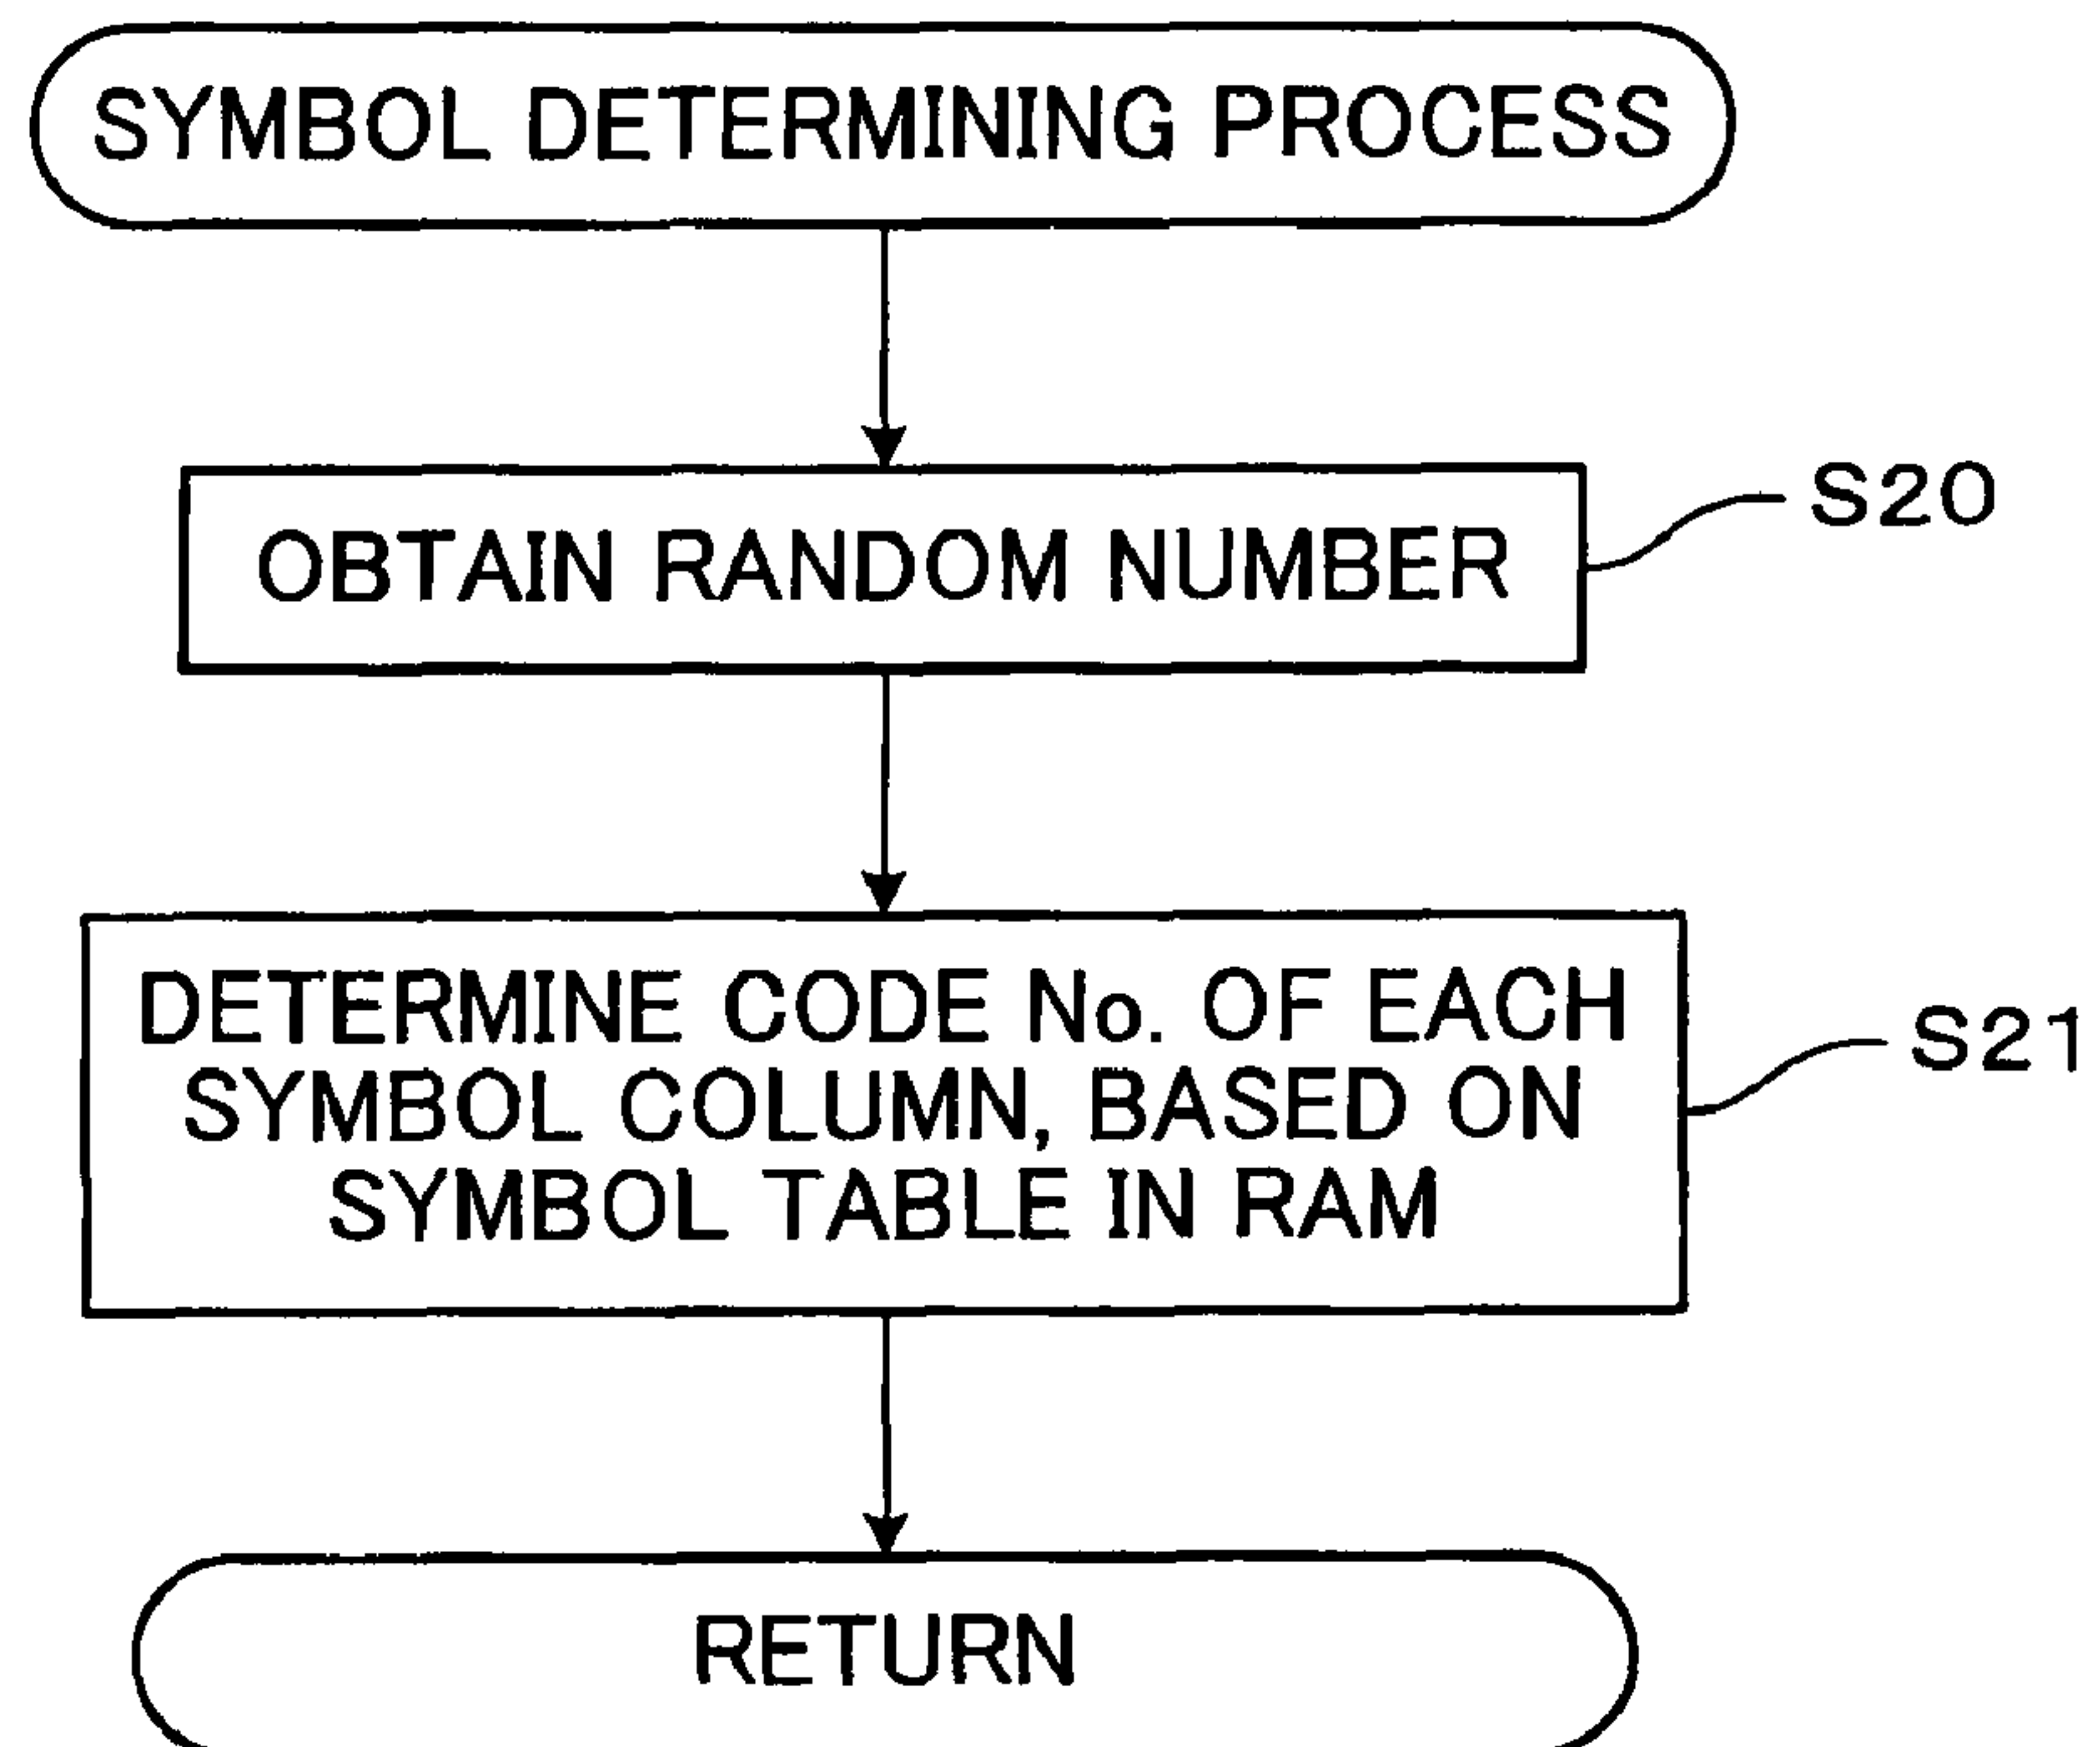 SYMBOL DETERMINING PROCESS
OBTAIN RANDOM NUMBER
S20
DETERMINE CODE No. OF EACH
SYMBOL COLUMN, BASED ON
SYMBOL TABLE IN RAM
S21
RETURN